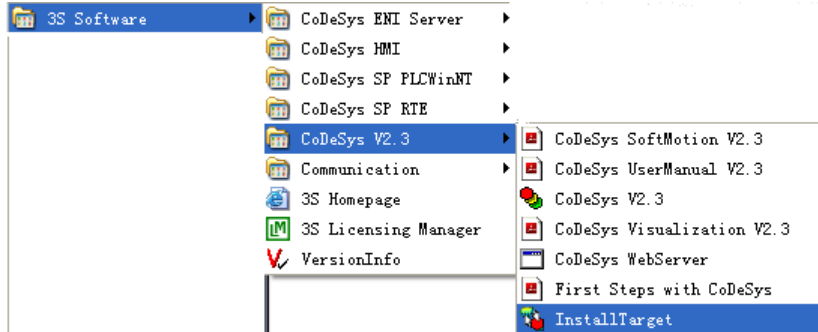 3S Software
CoDeSys ENI Server
CoDeSys HMI
CoDeSys SP PLCWinNT
CoDeSys SP RTE
CoDeSys V2.3
Communication
3S Homepage
3S Licensing Manager
VersionInfo
CoDeSys SoftMotion V2.3
CoDeSys UserManual V2.3
CoDeSys V2.3
CoDeSys Visualization V2.3
CoDeSys WebServer
First Steps with CoDeSys
InstallTarget